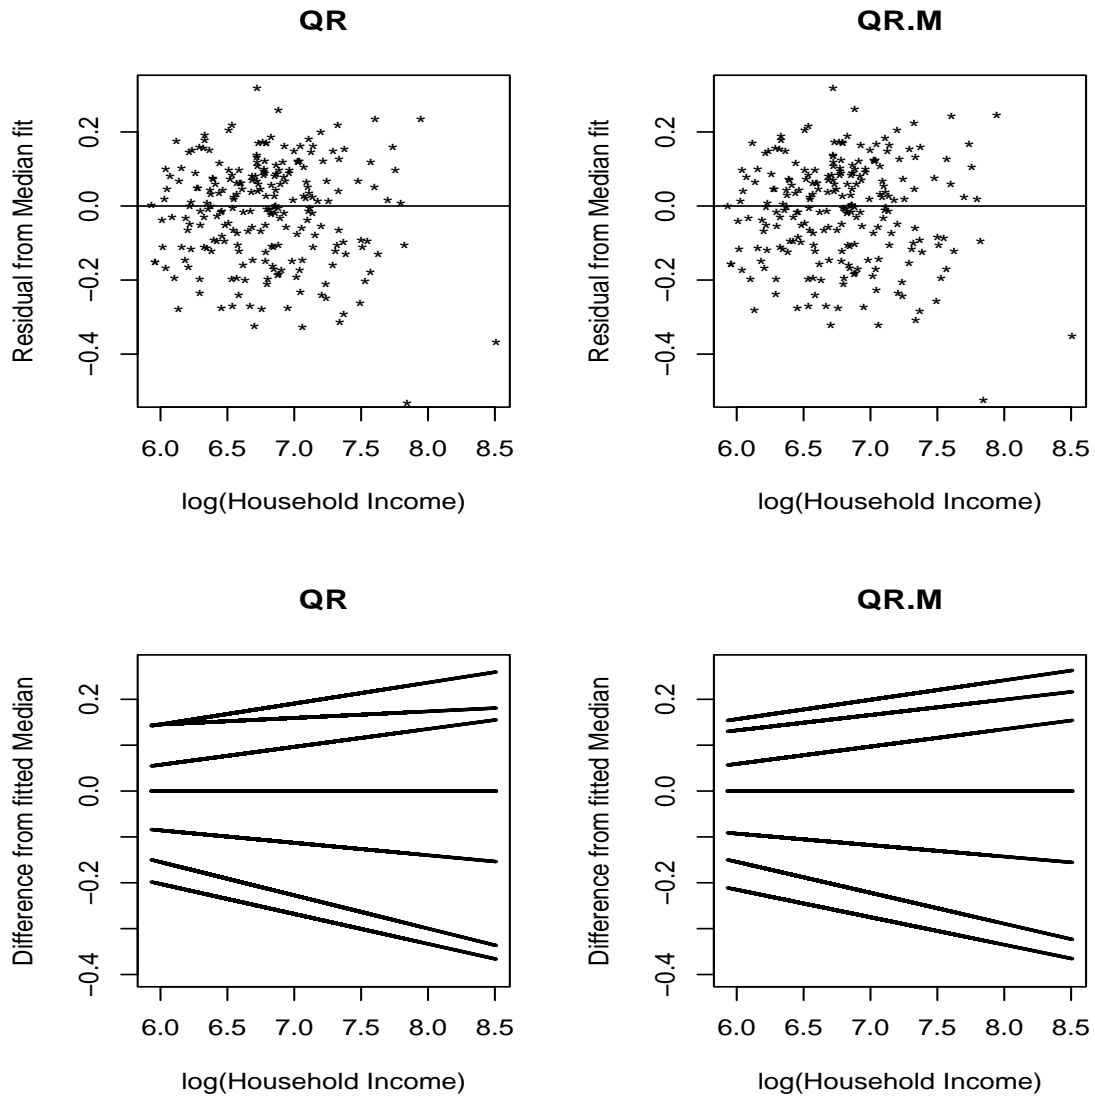 QR
QR.M
Residual from Median fit
0.2
0.0
−0.2
−0.4
6.0 6.5 7.0 7.5 8.0 8.5
log(Household Income)
Residual from Median fit
0.2
0.0
−0.2
−0.4
6.0 6.5 7.0 7.5 8.0 8.5
log(Household Income)
QR
QR.M
Difference from fitted Median
0.2
0.0
−0.2
−0.4
6.0 6.5 7.0 7.5 8.0 8.5
log(Household Income)
Difference from fitted Median
0.2
0.0
−0.2
−0.4
6.0 6.5 7.0 7.5 8.0 8.5
log(Household Income)